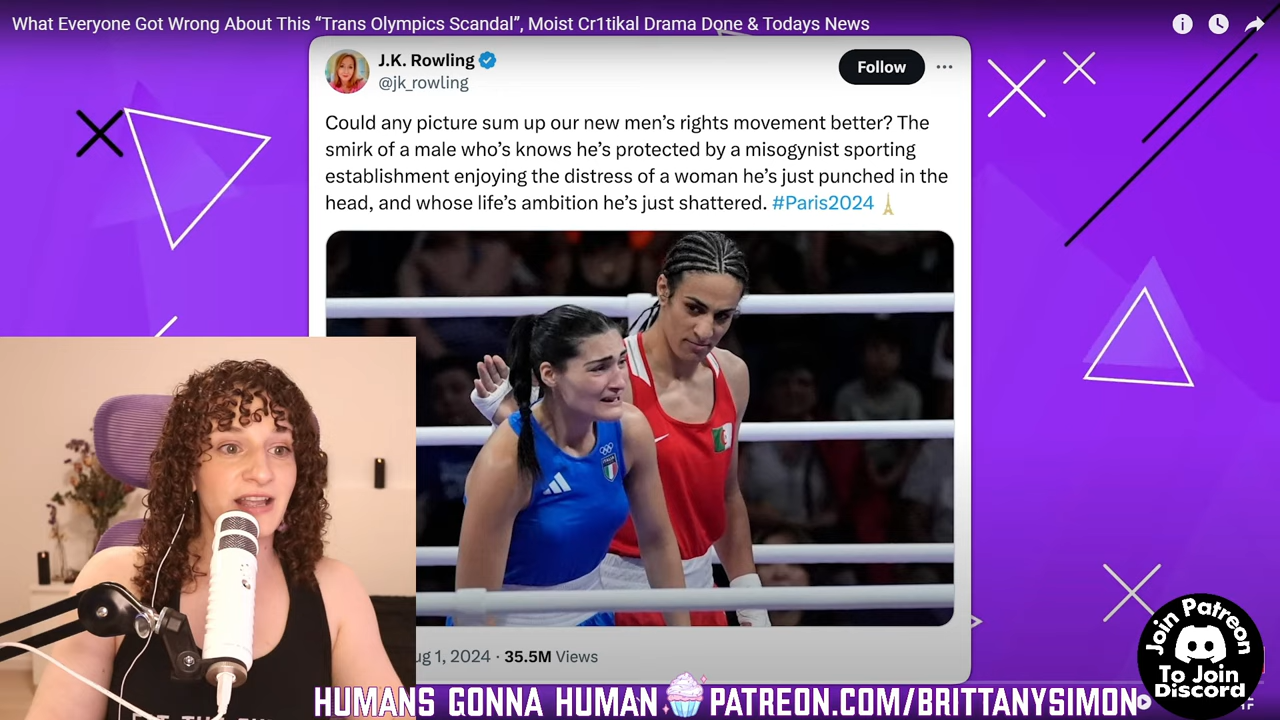 What Everyone Got Wrong About This “Trans Olympics Scandal”, Moist Cr1tikal Drama Done & Todays News
J.K. Rowling
@jk_rowling
Follow
Could any picture sum up our new men’s rights movement better? The
smirk of a male who’s knows he’s protected by a misogynist sporting
establishment enjoying the distress of a woman he’s just punched in the
head, and whose life’s ambition he’s just shattered. #Paris2024
ug 1, 2024 · 35.5M Views
HUMANS GONNA HUMAN PATREON.COM/BRITTANYSIMON
Join Patreon
To Join
Discord